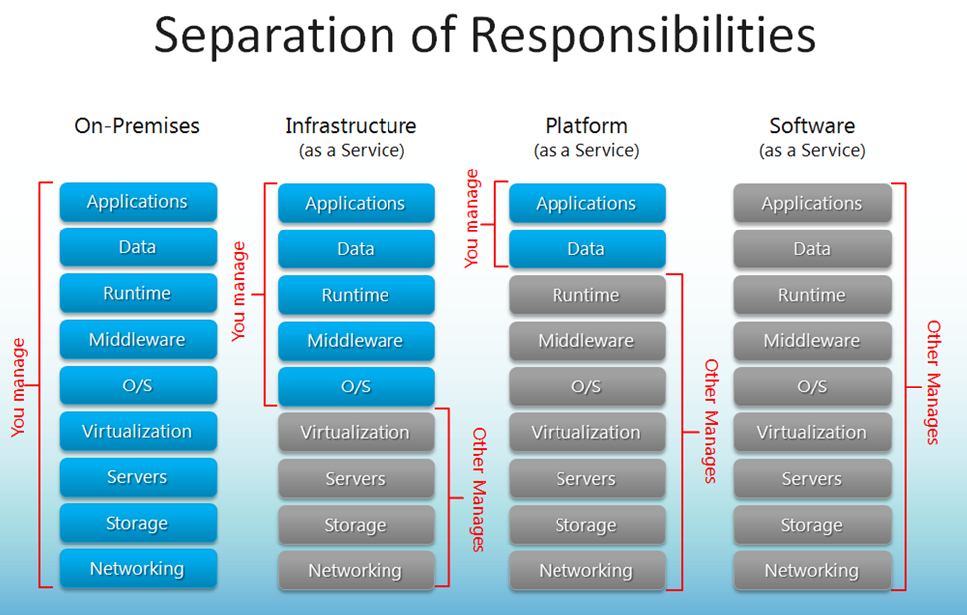 Separation of Responsibilities
On-Premises
Applications
Data
Runtime
Middleware
O/S
Virtualization
Servers
Storage
Networking
You manage
Infrastructure
(as a Service)
Applications
Data
Runtime
Middleware
O/S
Virtualization
Servers
Storage
Networking
You manage
Other Manages
Platform
(as a Service)
Applications
Data
Runtime
Middleware
O/S
Virtualization
Servers
Storage
Networking
You manage
Other Manages
Software
(as a Service)
Applications
Data
Runtime
Middleware
O/S
Virtualization
Servers
Storage
Networking
Other Manages